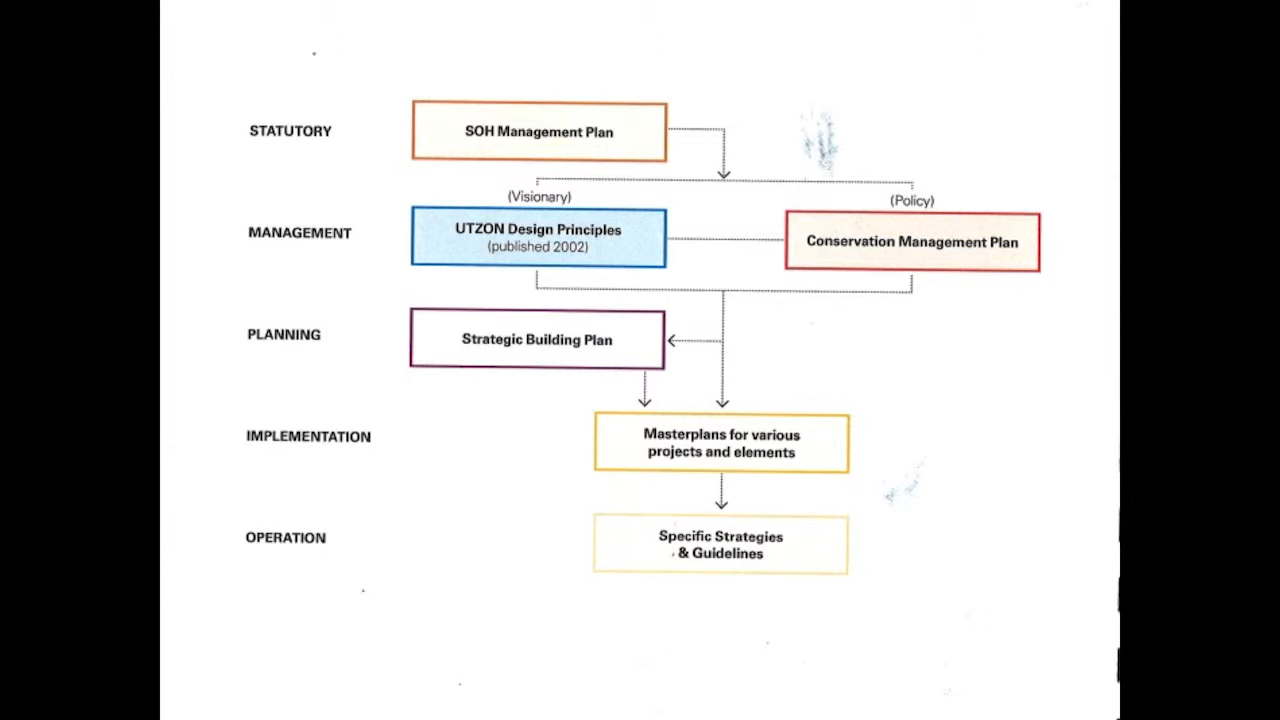 STATUTORY
SOH Management Plan
(Visionary)
(Policy)
MANAGEMENT
UTZON Design Principles
(published 2002)
Conservation Management Plan
PLANNING
Strategic Building Plan
IMPLEMENTATION
Masterplans for various
projects and elements
OPERATION
Specific Strategies
& Guidelines